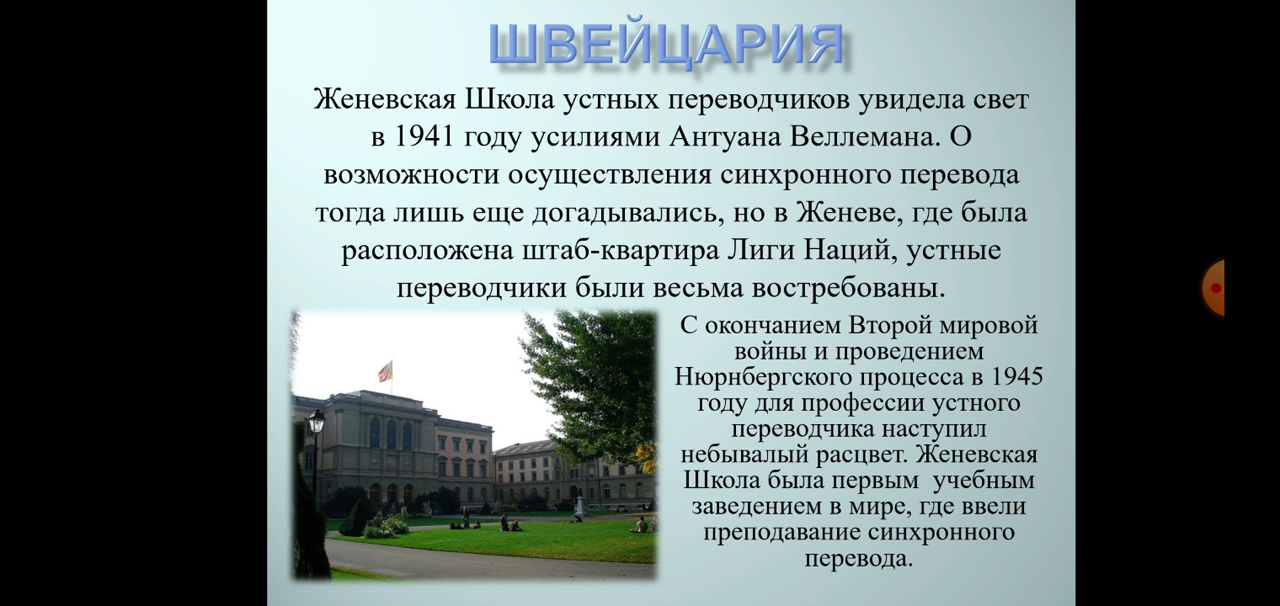 ШВЕЙЦАРИЯ
Женевская Школа устных переводчиков увидела свет
в 1941 году усилиями Антуана Веллемана. О
возможности осуществления синхронного перевода
тогда лишь еще догадывались, но в Женеве, где была
расположена штаб-квартира Лиги Наций, устные
переводчики были весьма востребованы.
С окончанием Второй мировой
войны и проведением
Нюрнбергского процесса в 1945
году для профессии устного
переводчика наступил
небывалый расцвет. Женевская
Школа была первым  учебным
заведением в мире, где ввели
преподавание синхронного
перевода.